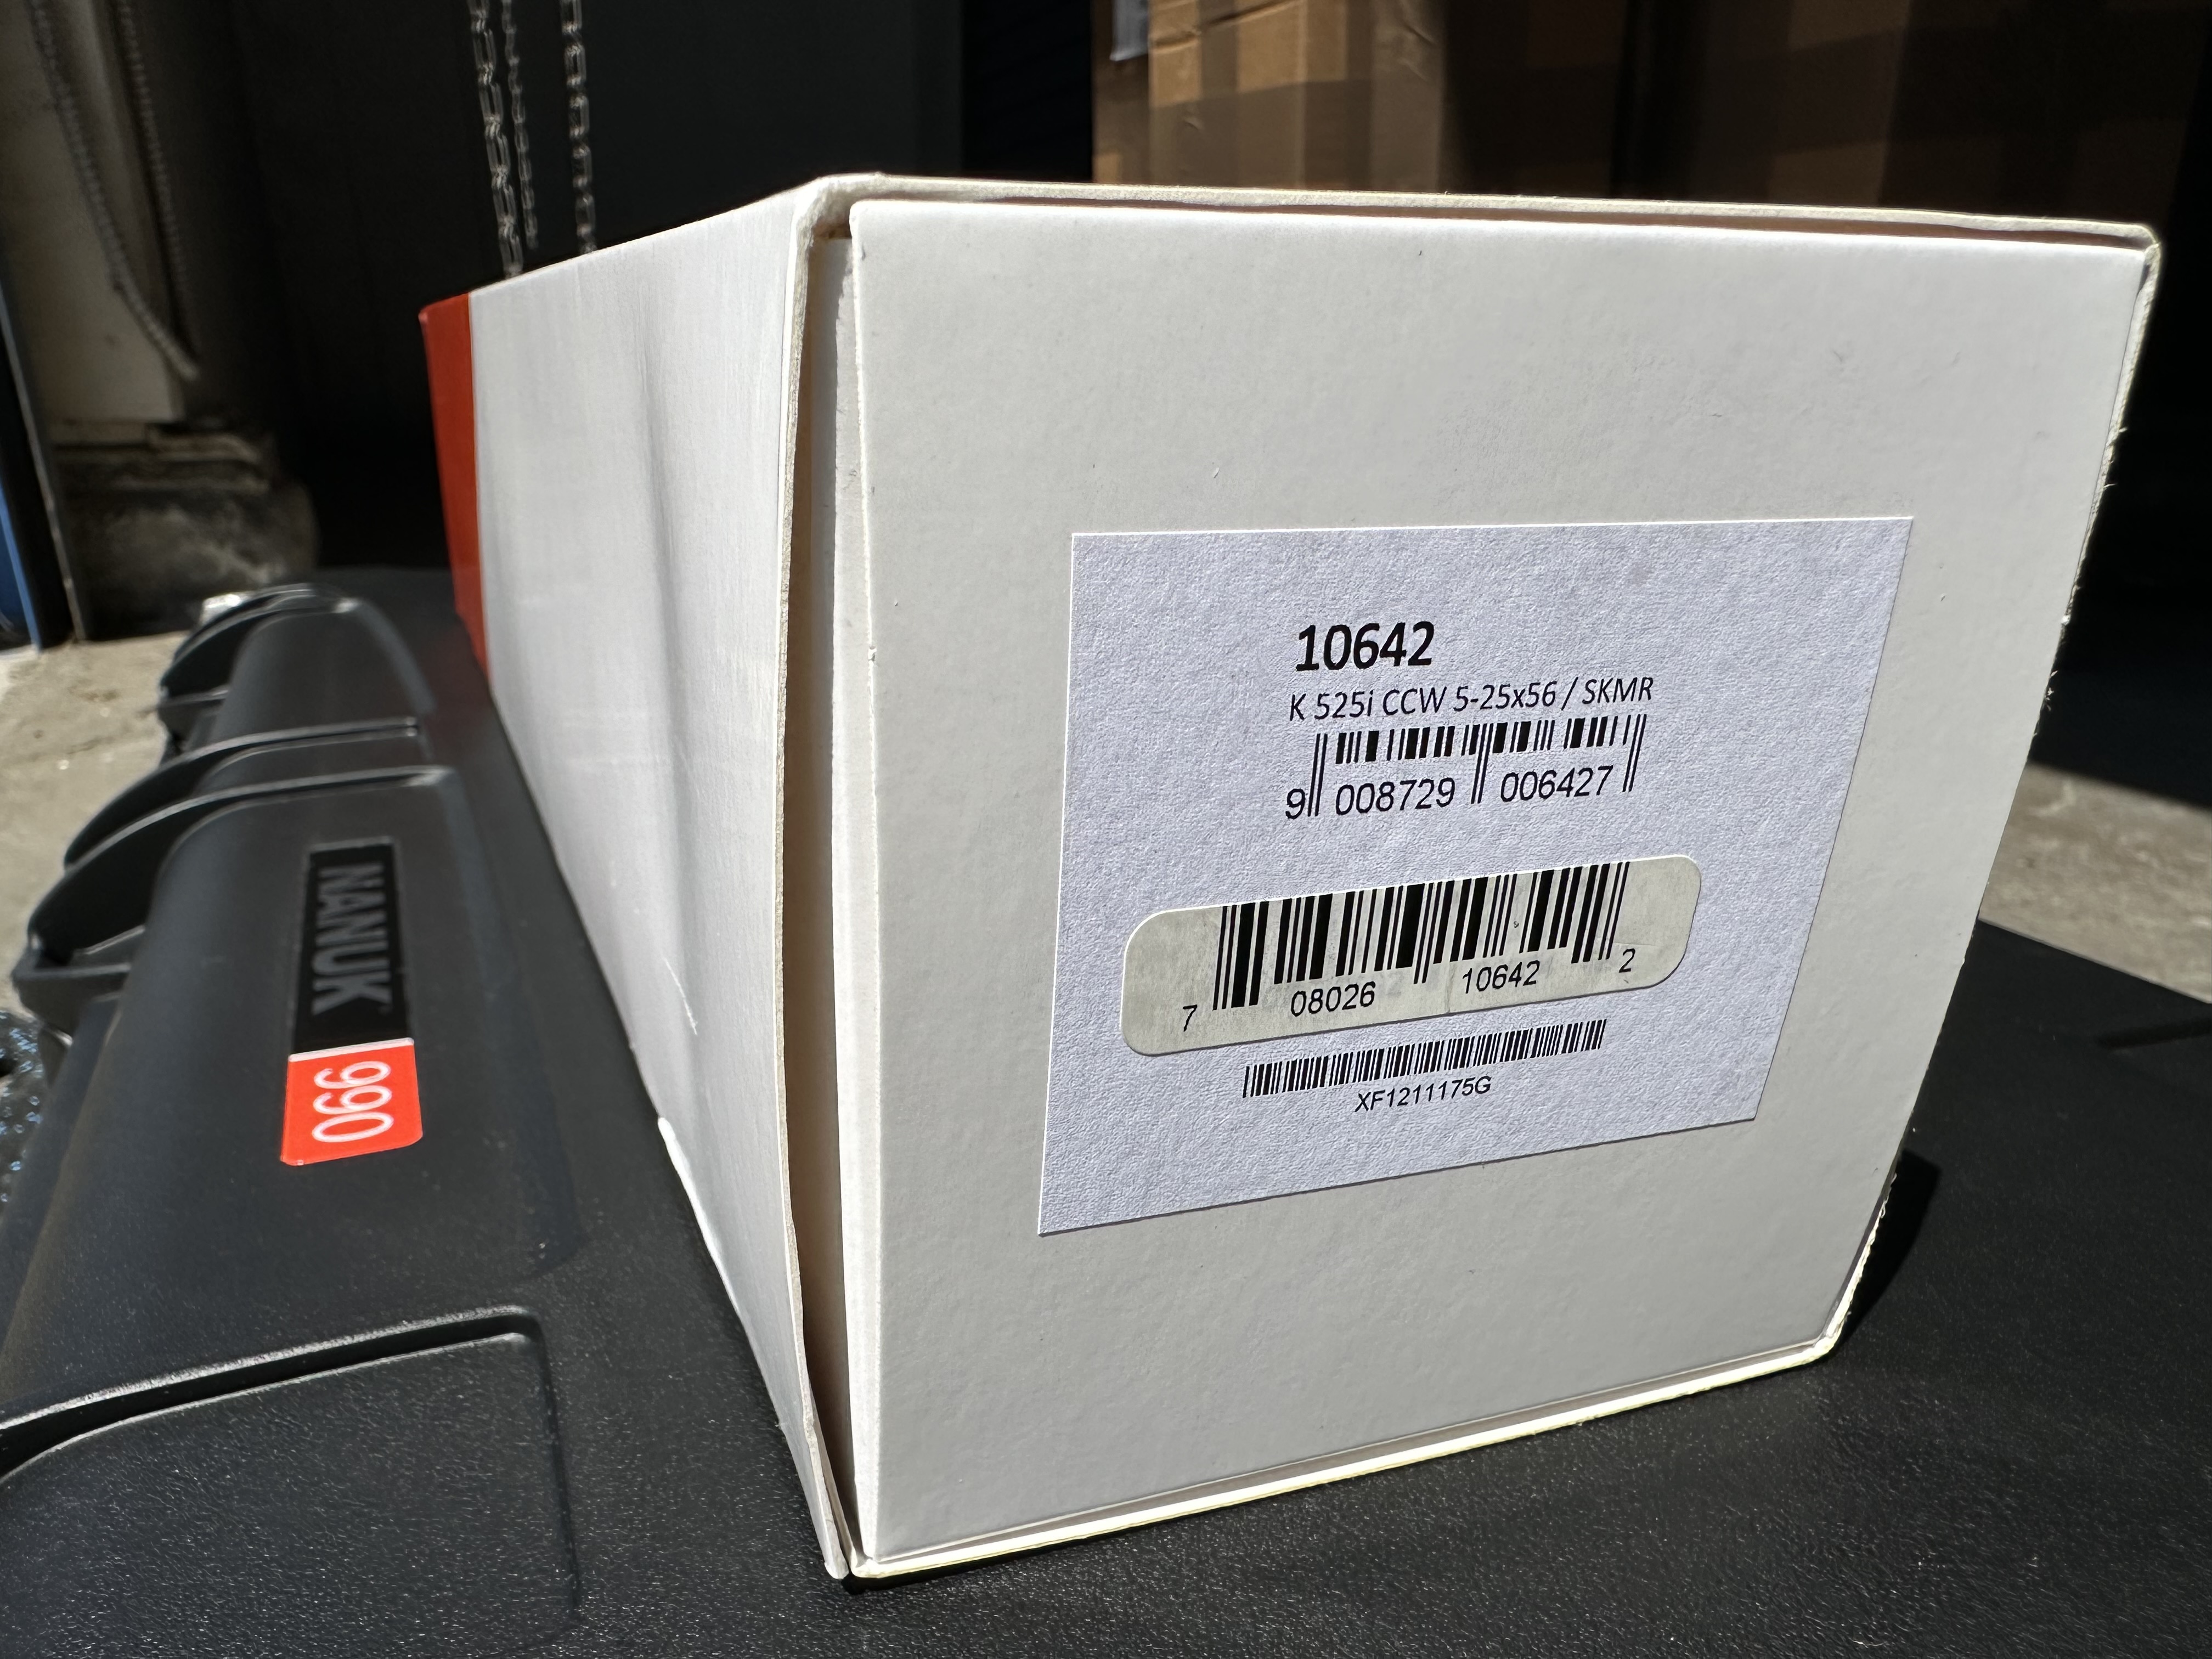 10642
K 525i CCW 5-25x56 / SKMR
9 008729 006427
7 08026 10642 2
XF1211175G
NANUK
990